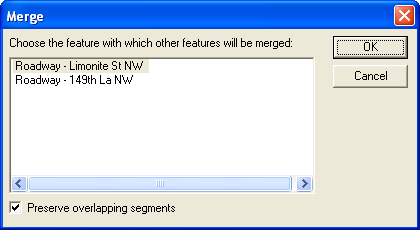 Merge
Choose the feature with which other features will be merged:
OK
Roadway - Limonite St NW
Cancel
Roadway - 149th La NW
Preserve overlapping segments